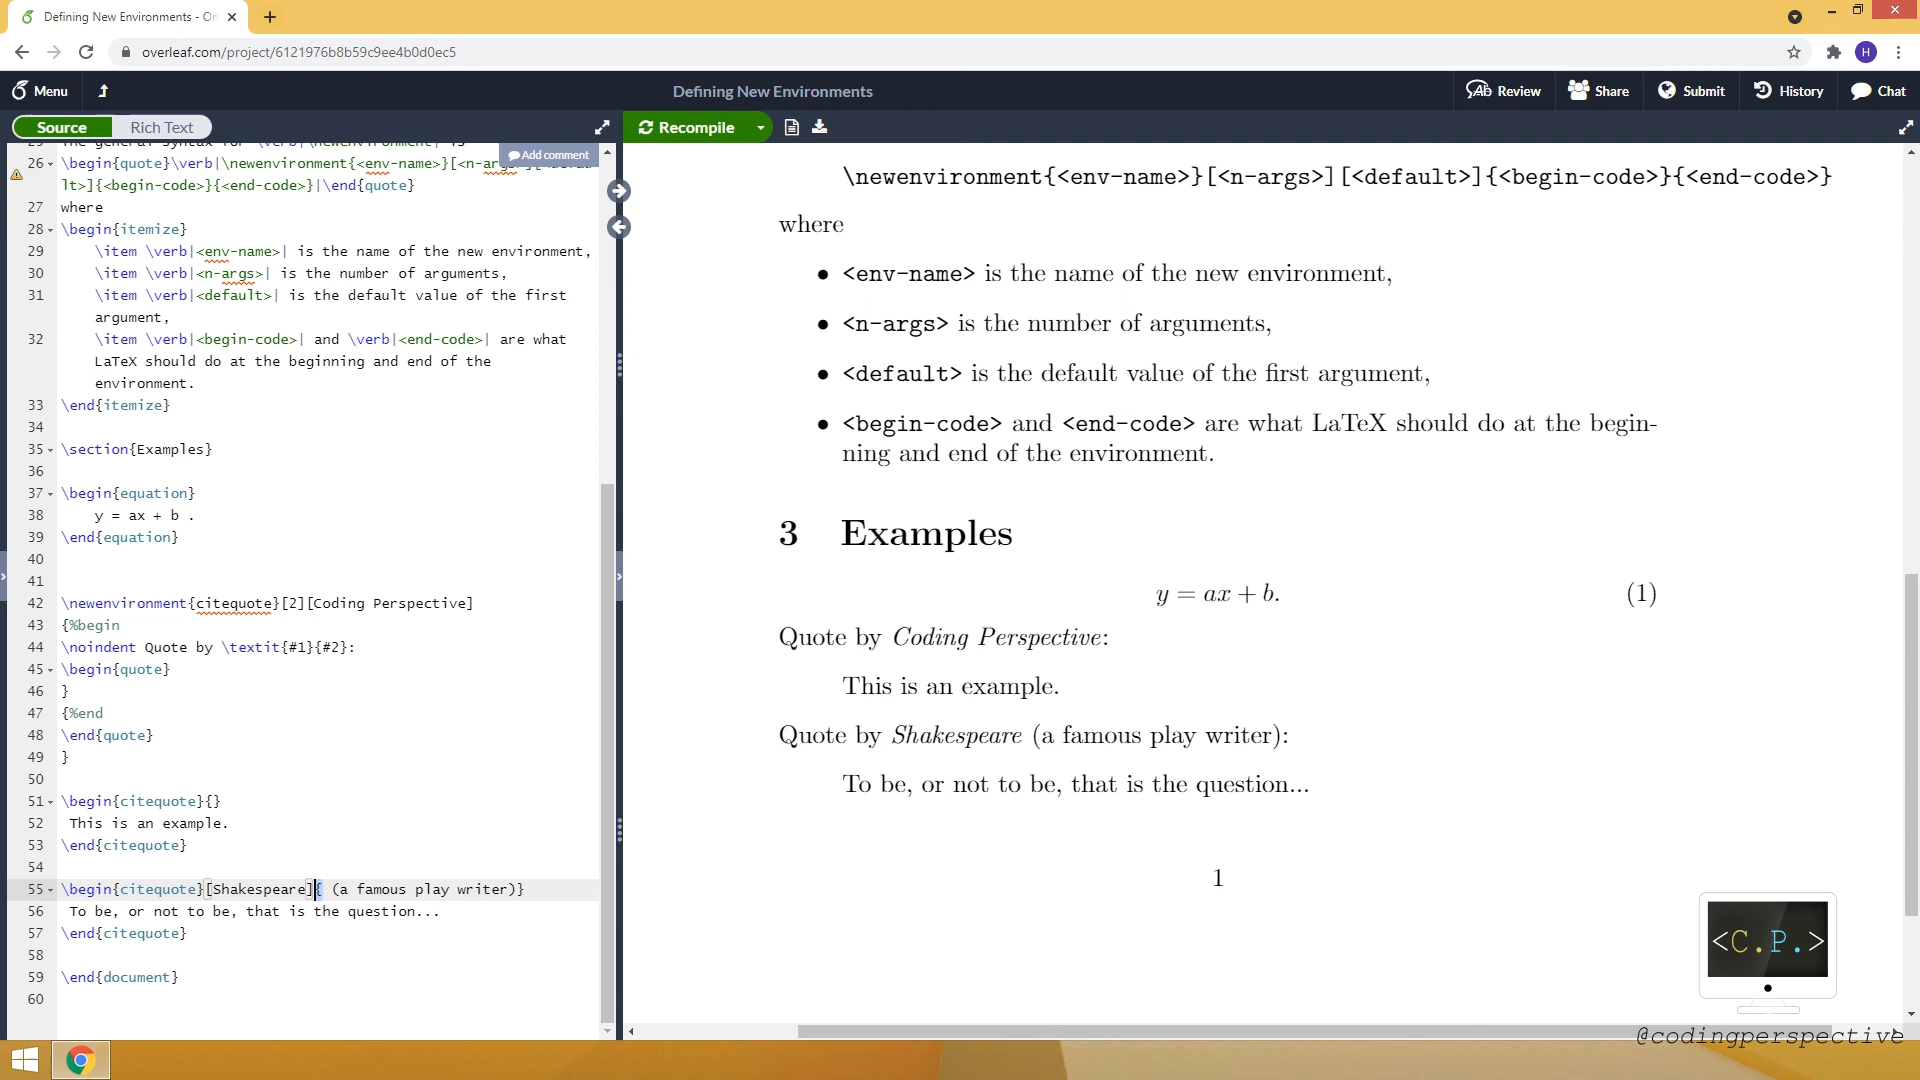 Defining New Environments - On
overleaf.com/project/6121976b8b59c9ee4b0d0ec5
H
Menu
Defining New Environments
Review
Share
Submit
History
Chat
Source
Rich Text
Recompile
Add comment
26 \begin{quote}\verb|\newenvironment{<env-name>}[<n-args>][<defau
lt>]{<begin-code>}{<end-code>}|\end{quote}
27 where
28 \begin{itemize}
29 \item \verb|<env-name>| is the name of the new environment,
30 \item \verb|<n-args>| is the number of arguments,
31 \item \verb|<default>| is the default value of the first
argument,
32 \item \verb|<begin-code>| and \verb|<end-code>| are what
LaTeX should do at the beginning and end of the
environment.
33 \end{itemize}
34
35 \section{Examples}
36
37 \begin{equation}
38 y = ax + b .
39 \end{equation}
40
41
42 \newenvironment{citequote}[2][Coding Perspective]
43 {%begin
44 \noindent Quote by \textit{#1}{#2}:
45 \begin{quote}
46 }
47 {%end
48 \end{quote}
49 }
50
51 \begin{citequote}{}
52 This is an example.
53 \end{citequote}
54
55 \begin{citequote}[Shakespeare]{ (a famous play writer)}
56 To be, or not to be, that is the question...
57 \end{citequote}
58
59 \end{document}
60
\newenvironment{<env-name>}[<n-args>][<default>]{<begin-code>}{<end-code>}
where
• <env-name> is the name of the new environment,
• <n-args> is the number of arguments,
• <default> is the default value of the first argument,
• <begin-code> and <end-code> are what LaTeX should do at the begin-
ning and end of the environment.
3 Examples
y = ax + b. (1)
Quote by Coding Perspective:
This is an example.
Quote by Shakespeare (a famous play writer):
To be, or not to be, that is the question...
1
<C.P.>
@codingperspective